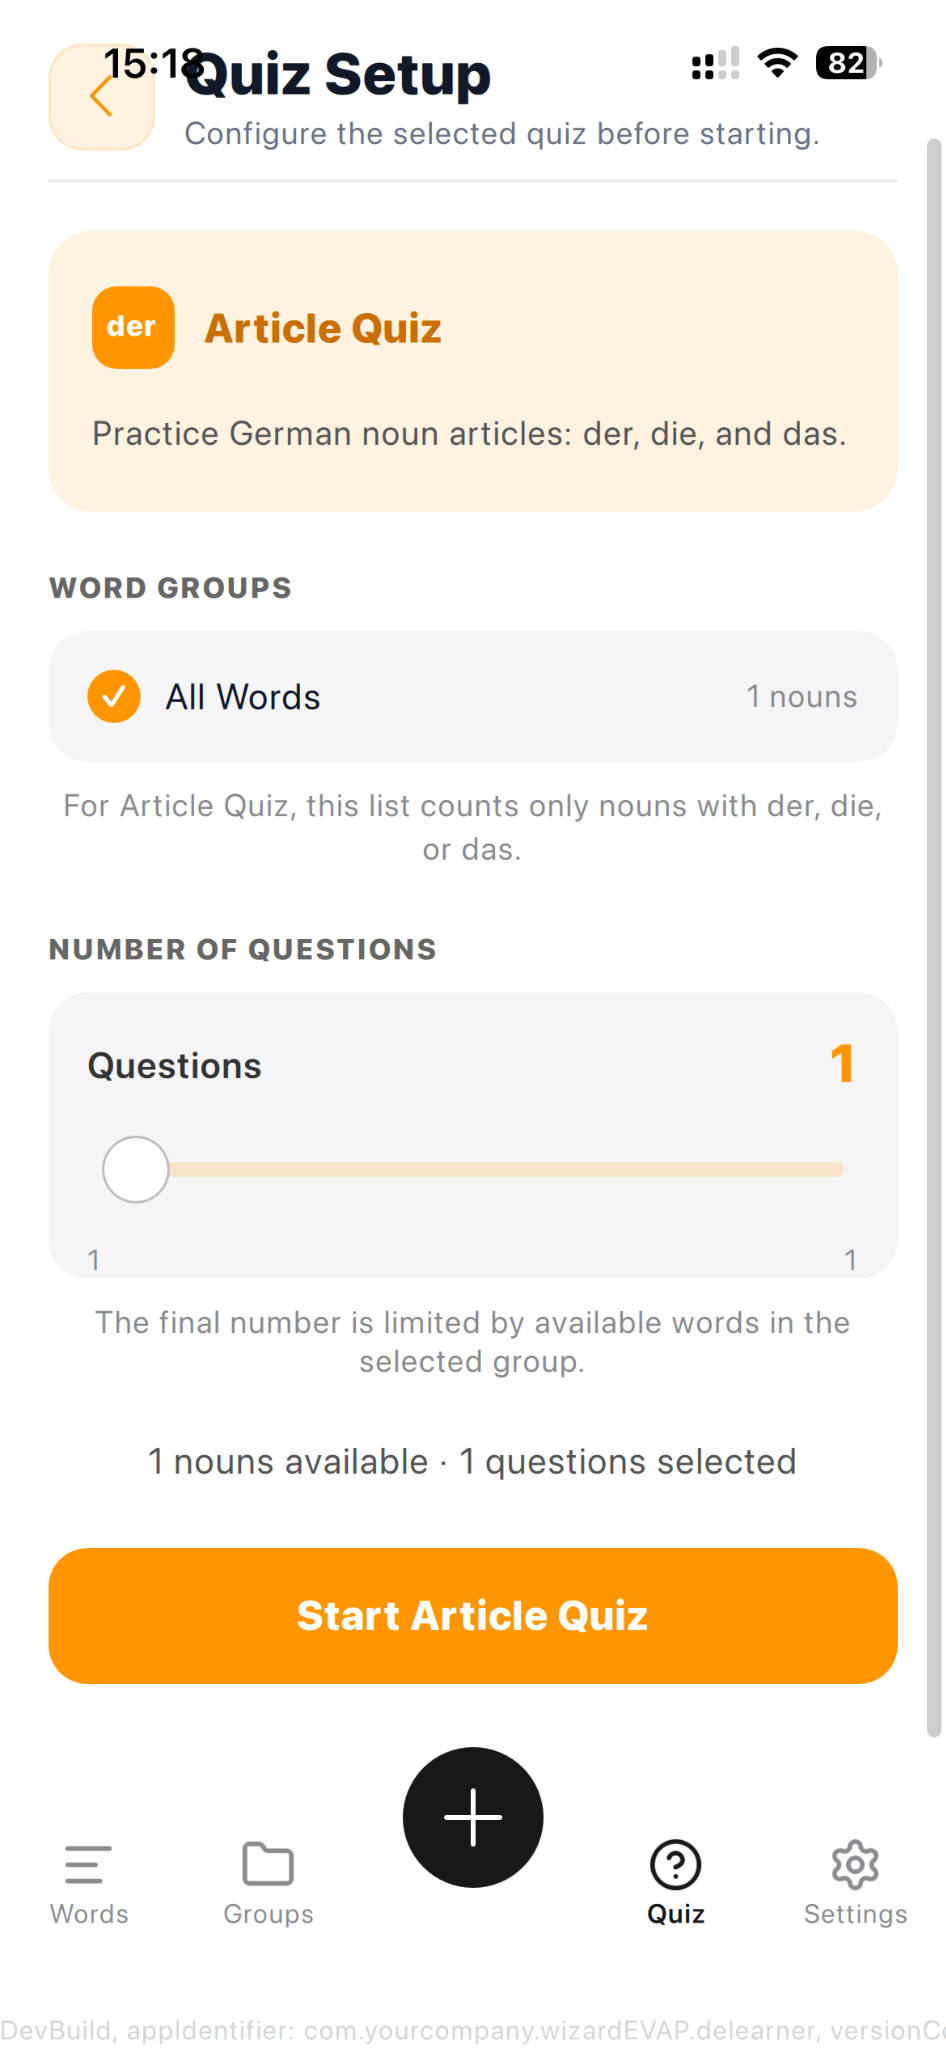 15:18
82
Quiz Setup
Configure the selected quiz before starting.
der
Article Quiz
Practice German noun articles: der, die, and das.
WORD GROUPS
All Words
1 nouns
For Article Quiz, this list counts only nouns with der, die,
or das.
NUMBER OF QUESTIONS
Questions
1
1
1
The final number is limited by available words in the
selected group.
1 nouns available · 1 questions selected
Start Article Quiz
Words
Groups
Quiz
Settings
DevBuild, appIdentifier: com.yourcompany.wizardEVAP.delearner,